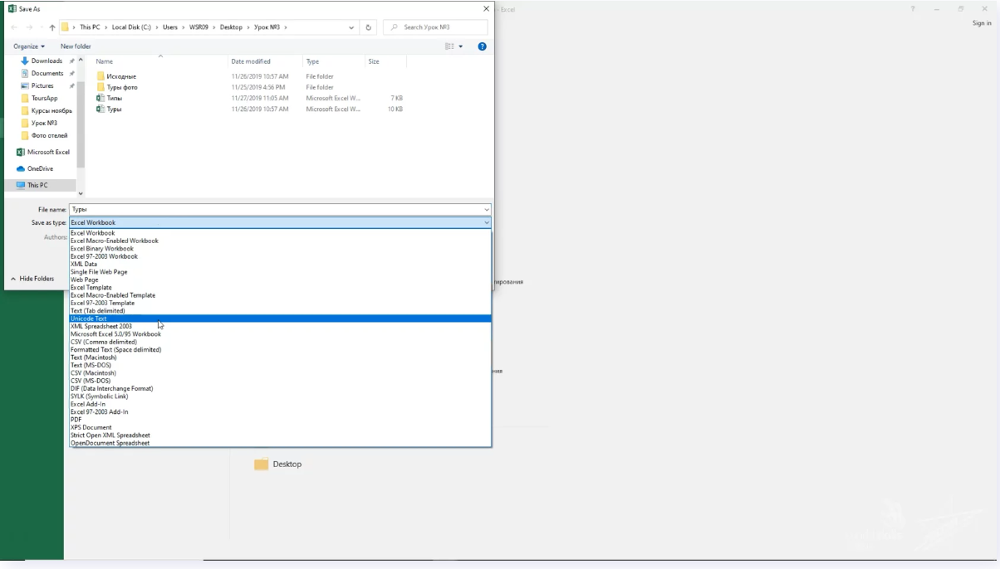 Save As
- Excel
Sign in
This PC > Local Disk (C:) > Users > WSR09 > Desktop > Урок №3 >
Search Урок №3
Organize
New folder
Name Date modified Type Size
Downloads
Documents
Pictures
ToursApp
Курсы ноябрь
Урок №3
Фото отелей
Microsoft Excel
OneDrive
This PC
Исходные 11/26/2019 10:57 AM File folder
Туры фото 11/25/2019 4:56 PM File folder
Типы 11/27/2019 11:05 AM Microsoft Excel W... 7 KB
Туры 11/26/2019 10:57 AM Microsoft Excel W... 10 KB
File name: Туры
Save as type: Excel Workbook
Authors:
Hide Folders
Excel Workbook
Excel Macro-Enabled Workbook
Excel Binary Workbook
Excel 97-2003 Workbook
XML Data
Single File Web Page
Web Page
Excel Template
Excel Macro-Enabled Template
Excel 97-2003 Template
Text (Tab delimited)
Unicode Text
XML Spreadsheet 2003
Microsoft Excel 5.0/95 Workbook
CSV (Comma delimited)
Formatted Text (Space delimited)
Text (Macintosh)
Text (MS-DOS)
CSV (Macintosh)
CSV (MS-DOS)
DIF (Data Interchange Format)
SYLK (Symbolic Link)
Excel Add-In
Excel 97-2003 Add-In
PDF
XPS Document
Strict Open XML Spreadsheet
OpenDocument Spreadsheet
Desktop